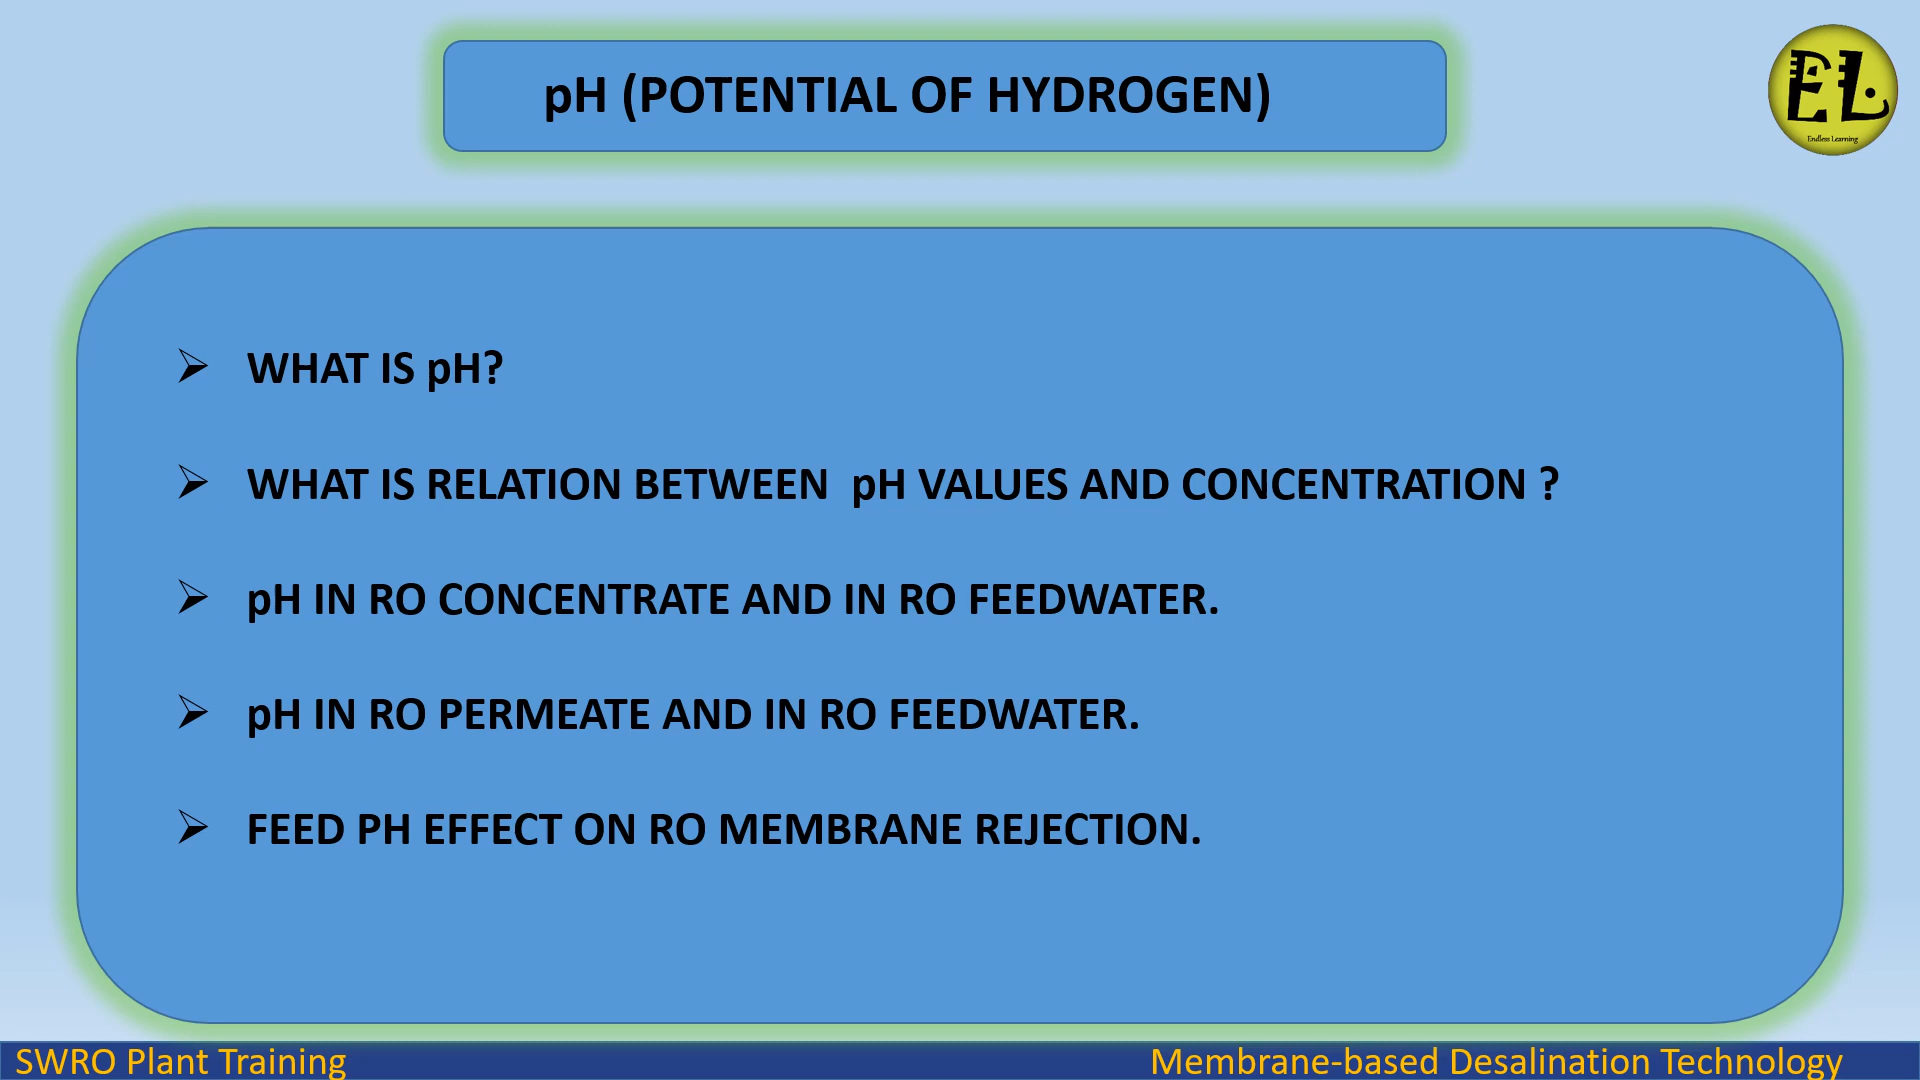 pH (POTENTIAL OF HYDROGEN)
EL
Endless Learning
➢ WHAT IS pH?
➢ WHAT IS RELATION BETWEEN  pH VALUES AND CONCENTRATION ?
➢ pH IN RO CONCENTRATE AND IN RO FEEDWATER.
➢ pH IN RO PERMEATE AND IN RO FEEDWATER.
➢ FEED PH EFFECT ON RO MEMBRANE REJECTION.
SWRO Plant Training
Membrane-based Desalination Technology